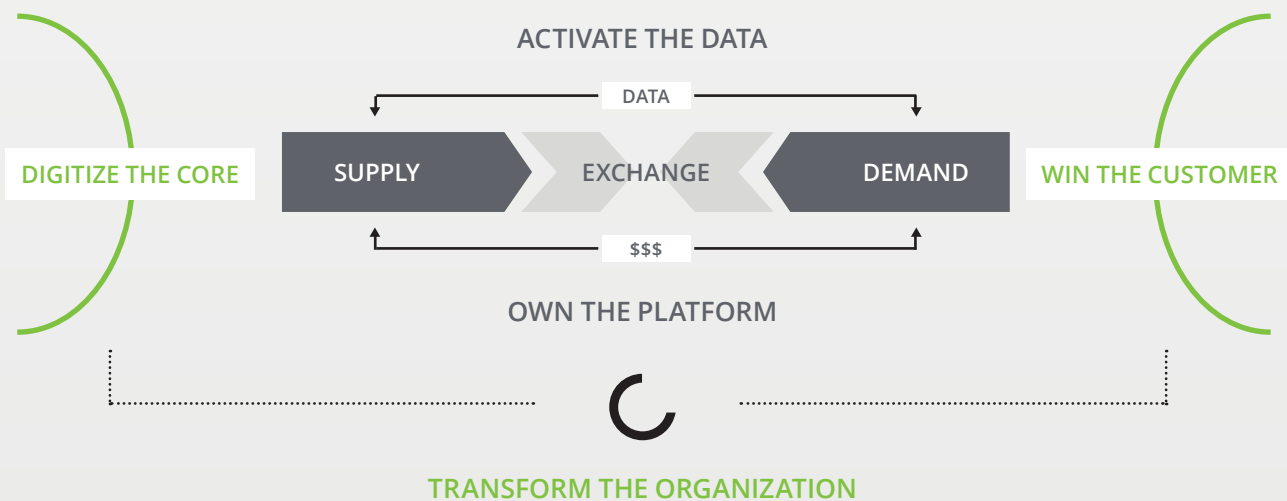 ACTIVATE THE DATA
DATA
DIGITIZE THE CORE
SUPPLY
EXCHANGE
DEMAND
WIN THE CUSTOMER
$$$
OWN THE PLATFORM
TRANSFORM THE ORGANIZATION